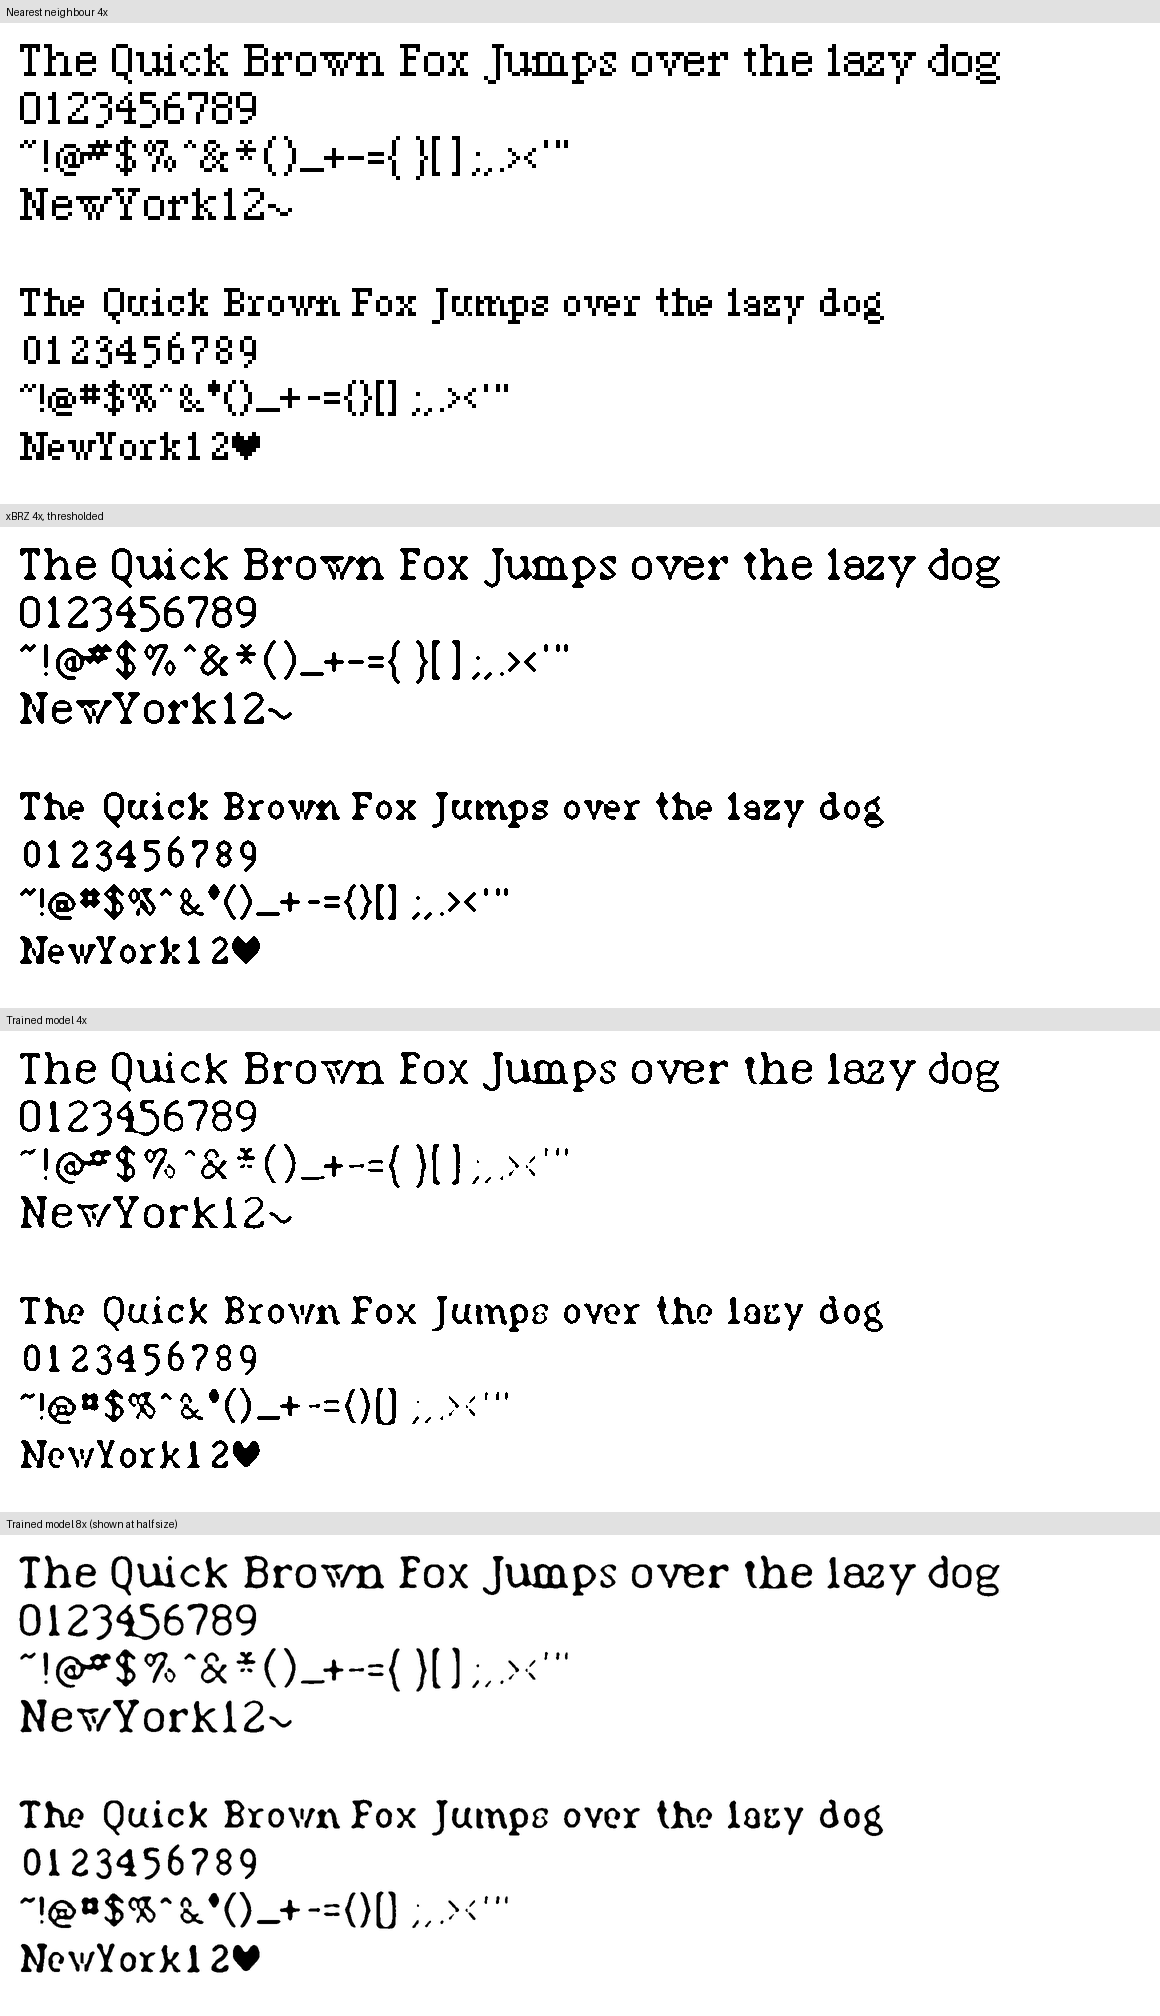 Nearest neighbour 4x
The Quick Brown Fox Jumps over the lazy dog
0123456789
~!@#$%^&*()_+-={ }[ ];,.><'"
NewYork12~
The Quick Brown Fox Jumps over the lazy dog
0123456789
~!@#$%^&*()_+-={}[] ;,.><'"
NewYork12♥
xBRZ 4x, thresholded
The Quick Brown Fox Jumps over the lazy dog
0123456789
~!@#$%^&*()_+-={ }[ ];,.><'"
NewYork12~
The Quick Brown Fox Jumps over the lazy dog
0123456789
~!@#$%^&*()_+-={}[] ;,.><'"
NewYork12♥
Trained model 4x
The Quick Brown Fox Jumps over the lazy dog
0123456789
~!@#$%^&*()_+-={ }[ ];,.><'"
NewYork12~
The Quick Brown Fox Jumps over the lazy dog
0123456789
~!@#$%^&*()_+-={}[] ;,.><'"
NewYork12♥
Trained model 8x (shown at half size)
The Quick Brown Fox Jumps over the lazy dog
0123456789
~!@#$%^&*()_+-={ }[ ];,.><'"
NewYork12~
The Quick Brown Fox Jumps over the lazy dog
0123456789
~!@#$%^&*()_+-={}[] ;,.><'"
NewYork12♥